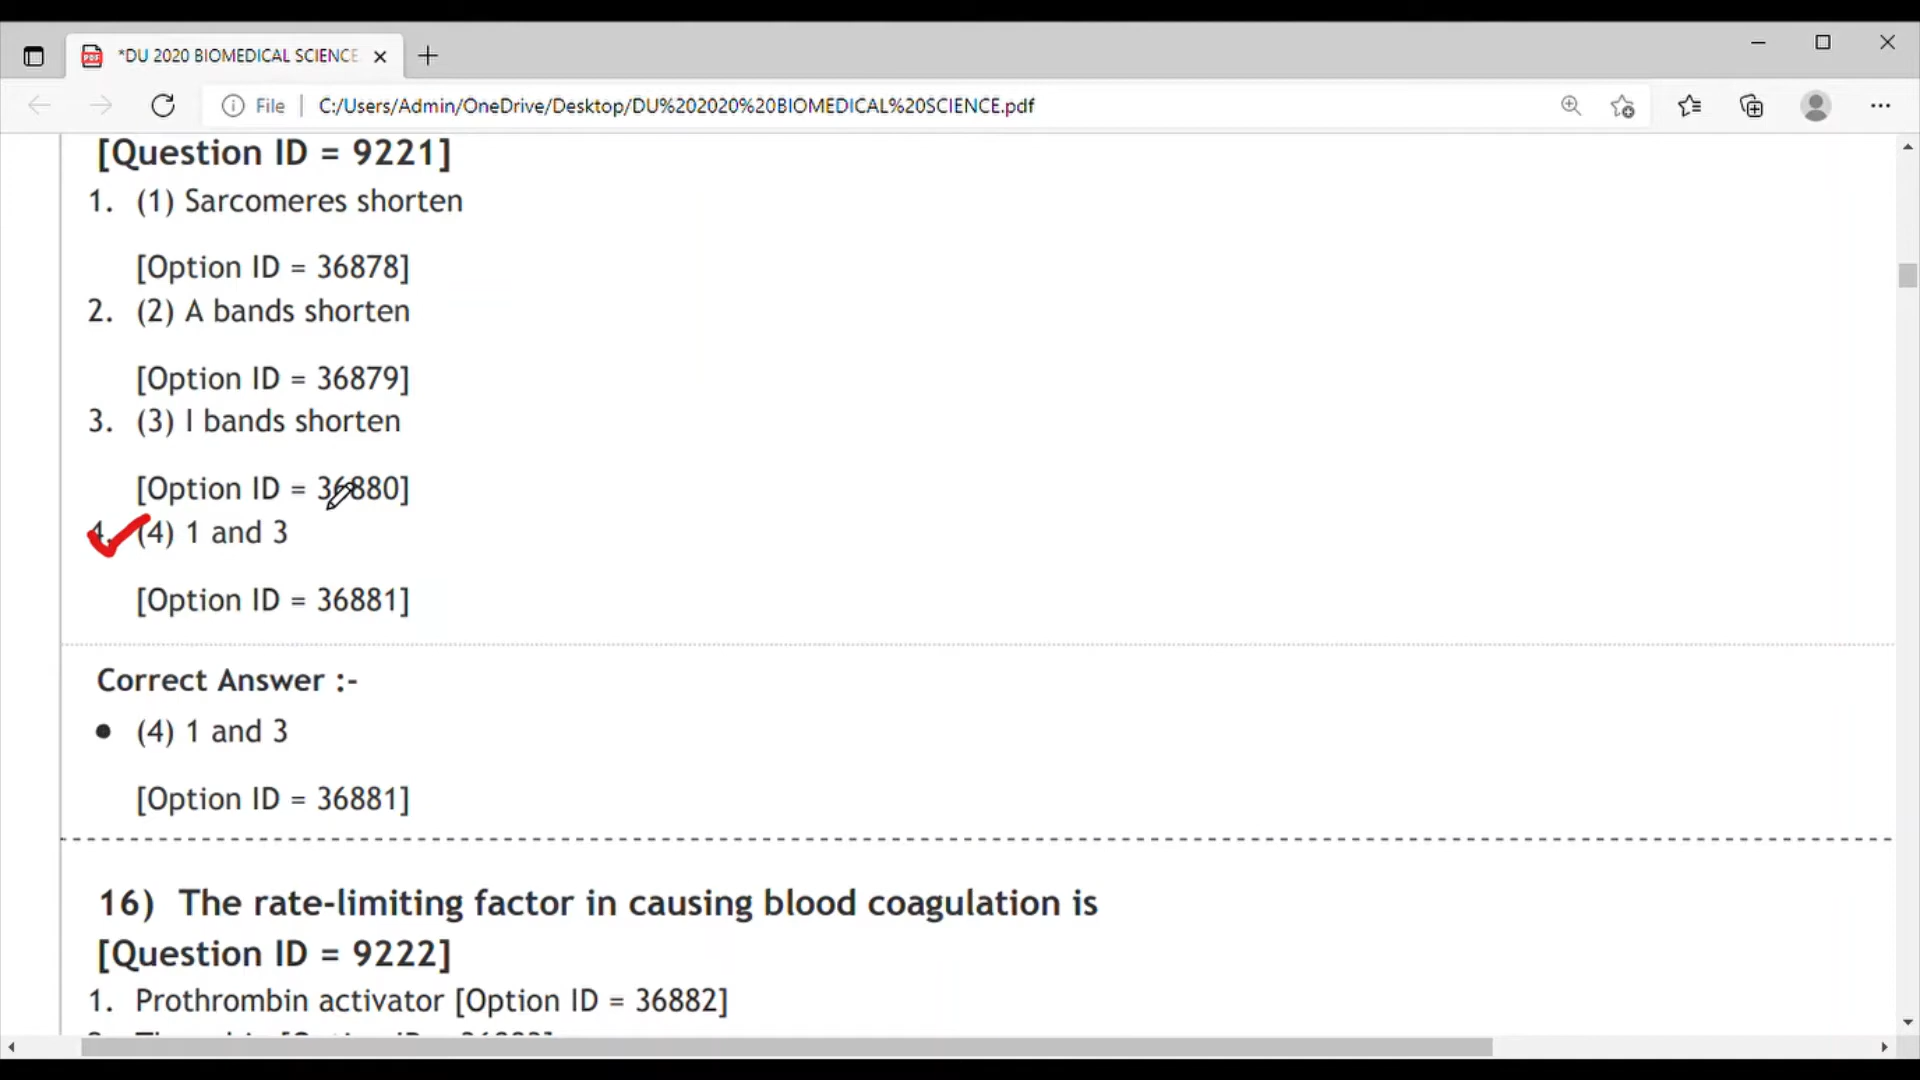 *DU 2020 BIOMEDICAL SCIENCE
File
C:/Users/Admin/OneDrive/Desktop/DU%202020%20BIOMEDICAL%20SCIENCE.pdf
[Question ID = 9221]
1. (1) Sarcomeres shorten
[Option ID = 36878]
2. (2) A bands shorten
[Option ID = 36879]
3. (3) I bands shorten
[Option ID = 36880]
4. (4) 1 and 3
[Option ID = 36881]
Correct Answer :-
• (4) 1 and 3
[Option ID = 36881]
16) The rate-limiting factor in causing blood coagulation is
[Question ID = 9222]
1. Prothrombin activator [Option ID = 36882]